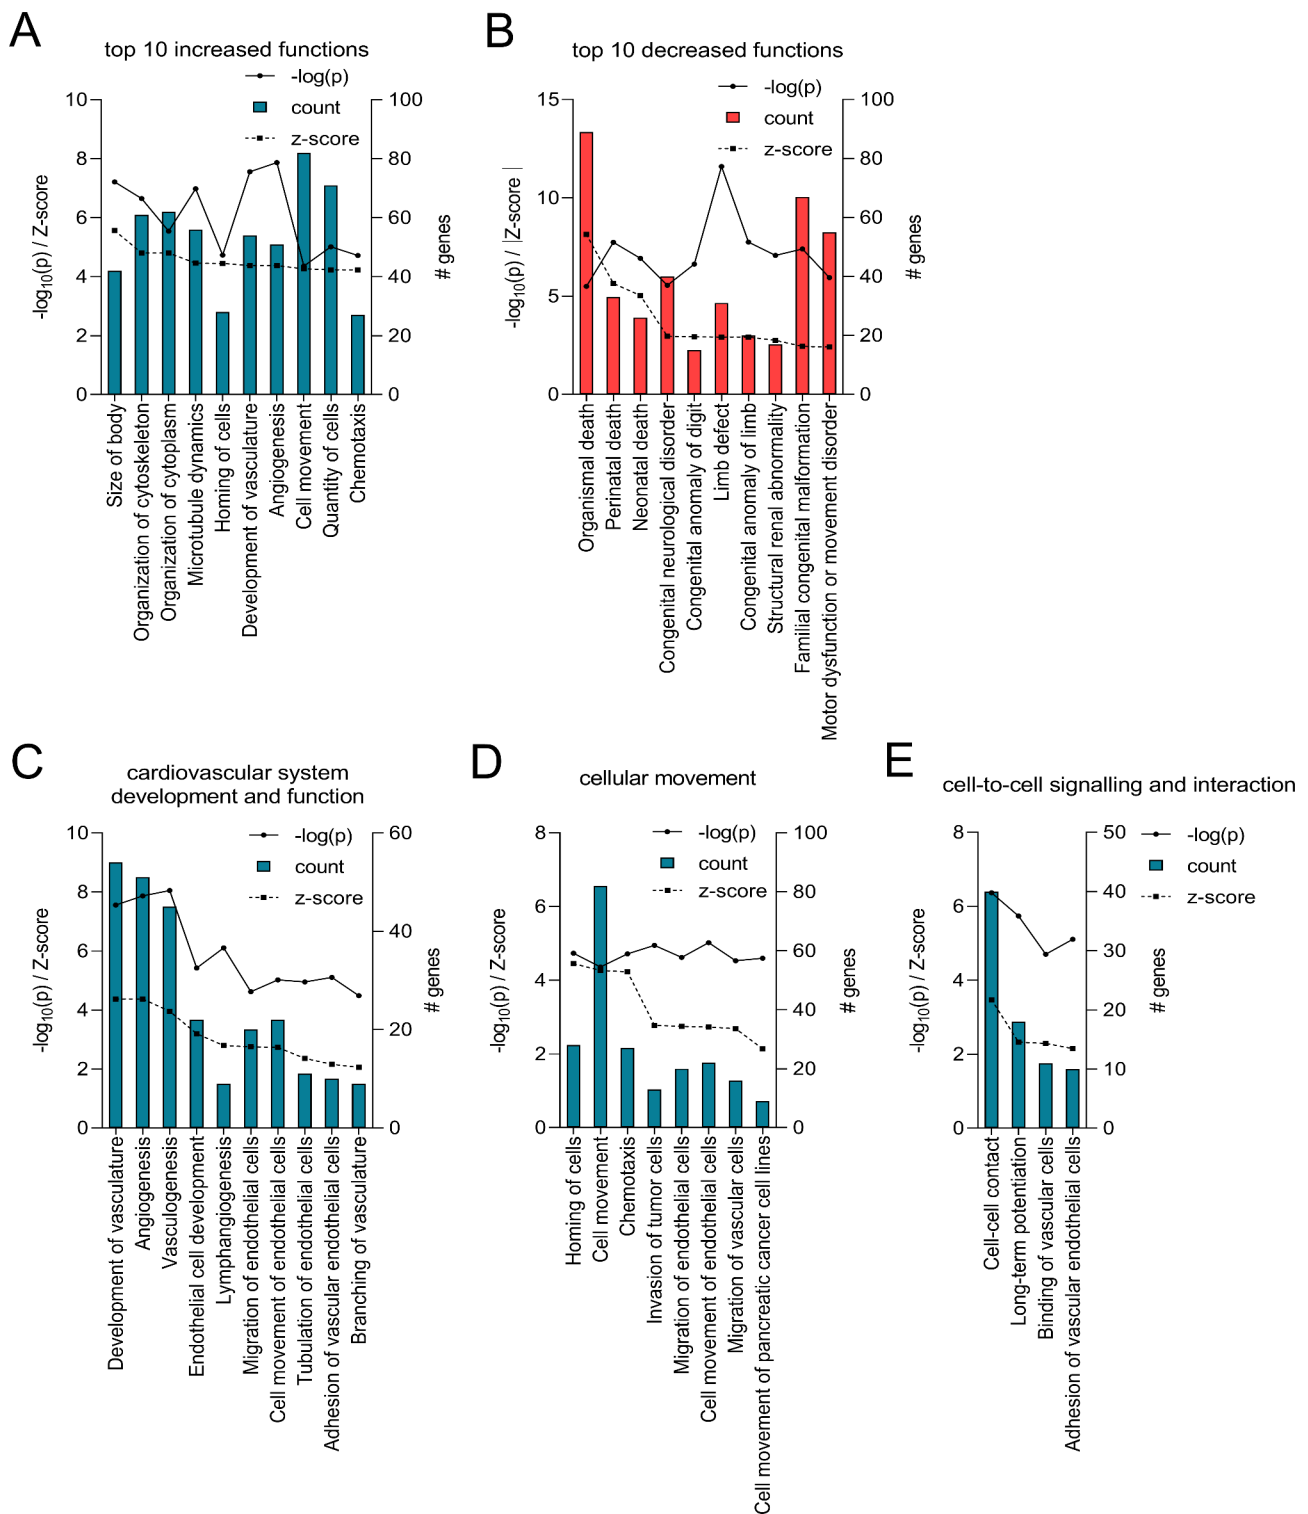 A
top 10 increased functions
-log(p)
count
z-score
10
8
6
4
2
0
100
80
60
40
20
0
-log10(p) / Z-score
# genes
Size of body
Organization of cytoskeleton
Organization of cytoplasm
Microtubule dynamics
Homing of cells
Development of vasculature
Angiogenesis
Cell movement
Quantity of cells
Chemotaxis
B
top 10 decreased functions
-log(p)
count
z-score
15
10
5
0
100
80
60
40
20
0
-log10(p) / |Z-score |
# genes
Organismal death
Perinatal death
Neonatal death
Congenital neurological disorder
Congenital anomaly of digit
Limb defect
Congenital anomaly of limb
Structural renal abnormality
Familial congenital malformation
Motor dysfunction or movement disorder
C
cardiovascular system
development and function
-log(p)
count
z-score
10
8
6
4
2
0
60
40
20
0
-log10(p) / Z-score
# genes
Development of vasculature
Angiogenesis
Vasculogenesis
Endothelial cell development
Lymphangiogenesis
Migration of endothelial cells
Cell movement of endothelial cells
Tubulation of endothelial cells
Adhesion of vascular endothelial cells
Branching of vasculature
D
cellular movement
-log(p)
count
z-score
8
6
4
2
0
100
80
60
40
20
0
-log10(p) / Z-score
# genes
Homing of cells
Cell movement
Chemotaxis
Invasion of tumor cells
Migration of endothelial cells
Cell movement of endothelial cells
Migration of vascular cells
Cell movement of pancreatic cancer cell lines
E
cell-to-cell signalling and interaction
-log(p)
count
z-score
8
6
4
2
0
50
40
30
20
10
0
-log10(p) / Z-score
# genes
Cell-cell contact
Long-term potentiation
Binding of vascular cells
Adhesion of vascular endothelial cells